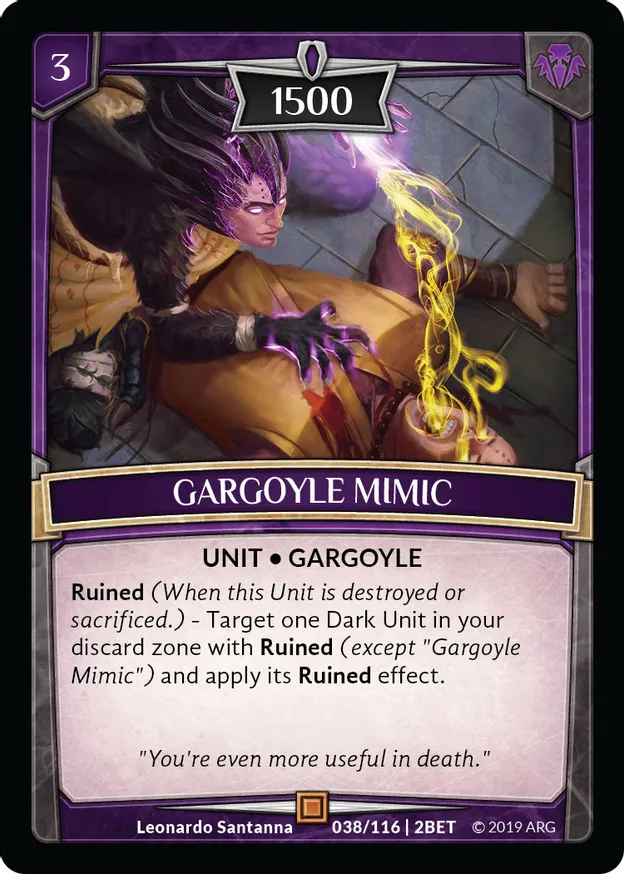 3
1500
GARGOYLE MIMIC
UNIT • GARGOYLE
Ruined (When this Unit is destroyed or
sacrificed.) - Target one Dark Unit in your
discard zone with Ruined (except "Gargoyle
Mimic") and apply its Ruined effect.
"You're even more useful in death."
Leonardo Santanna 038/116 | 2BET © 2019 ARG